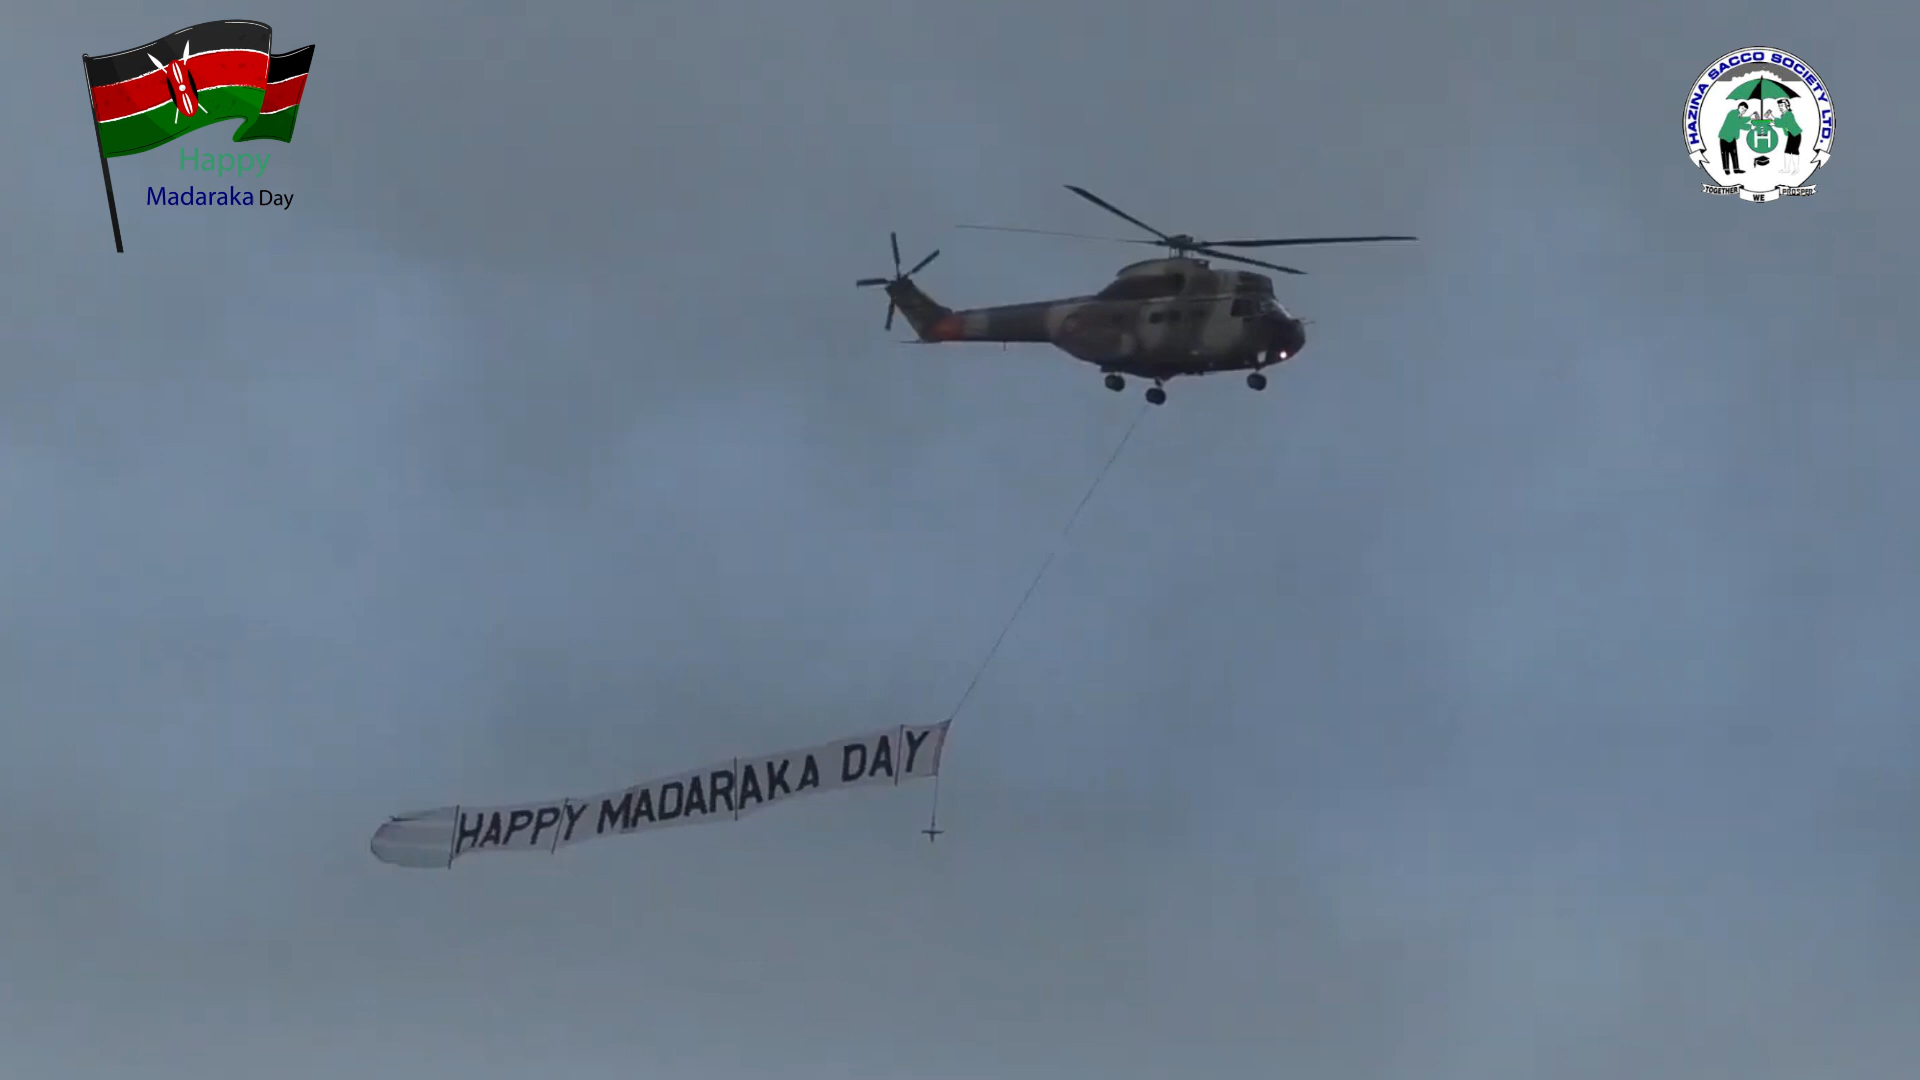 Happy
Madaraka Day
HAZINA SACCO SOCIETY LTD.
H
TOGETHER WE PROSPER
HAPPY MADARAKA DAY